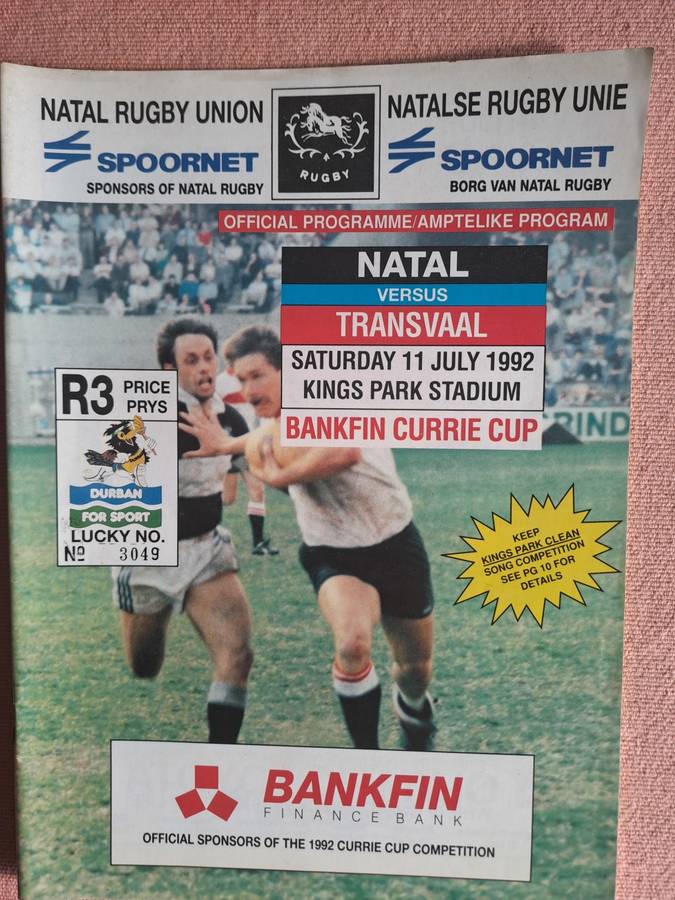 NATAL RUGBY UNION
SPOORNET
SPONSORS OF NATAL RUGBY
RUGBY
NATALSE RUGBY UNIE
SPOORNET
BORG VAN NATAL RUGBY
OFFICIAL PROGRAMME/AMPTELIKE PROGRAM
NATAL
VERSUS
TRANSVAAL
SATURDAY 11 JULY 1992
KINGS PARK STADIUM
BANKFIN CURRIE CUP
R3 PRICE
PRYS
DURBAN
FOR SPORT
LUCKY NO.
Nº 3049
KEEP
KINGS PARK CLEAN
SONG COMPETITION
SEE PG 10 FOR
DETAILS
BANKFIN
FINANCE BANK
OFFICIAL SPONSORS OF THE 1992 CURRIE CUP COMPETITION